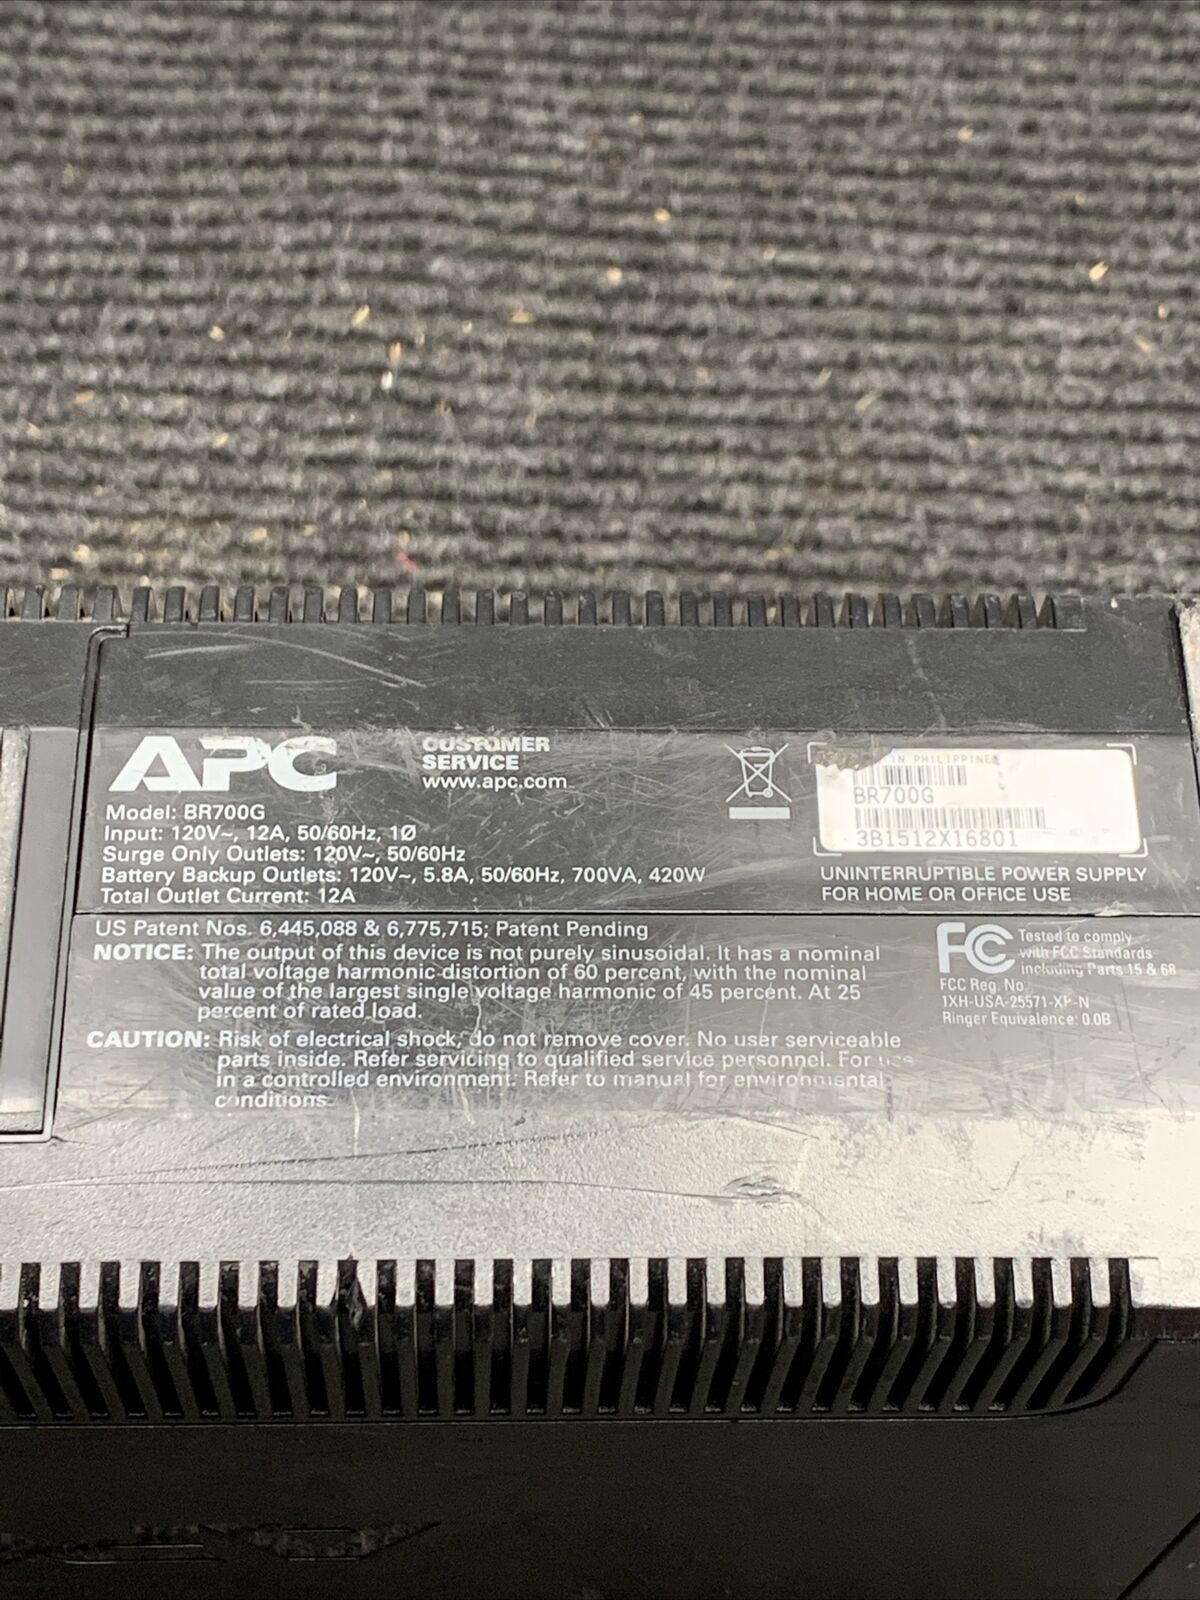 APC
CUSTOMER
SERVICE
www.apc.com
Model: BR700G
Input: 120V~, 12A, 50/60Hz, 1Ø
Surge Only Outlets: 120V~, 50/60Hz
Battery Backup Outlets: 120V~, 5.8A, 50/60Hz, 700VA, 420W
Total Outlet Current: 12A
IN PHILIPPINES
BR700G
3B1512X16801
UNINTERRUPTIBLE POWER SUPPLY
FOR HOME OR OFFICE USE
US Patent Nos. 6,445,088 & 6,775,715; Patent Pending
NOTICE: The output of this device is not purely sinusoidal. It has a nominal
total voltage harmonic distortion of 60 percent, with the nominal
value of the largest single voltage harmonic of 45 percent. At 25
percent of rated load.
CAUTION: Risk of electrical shock, do not remove cover. No user serviceable
parts inside. Refer servicing to qualified service personnel. For use
in a controlled environment. Refer to manual for environmental
conditions.
FC Tested to comply
with FCC Standards
including Parts 15 & 68
FCC Reg. No.
1XH-USA-25571-XP-N
Ringer Equivalence: 0.0B